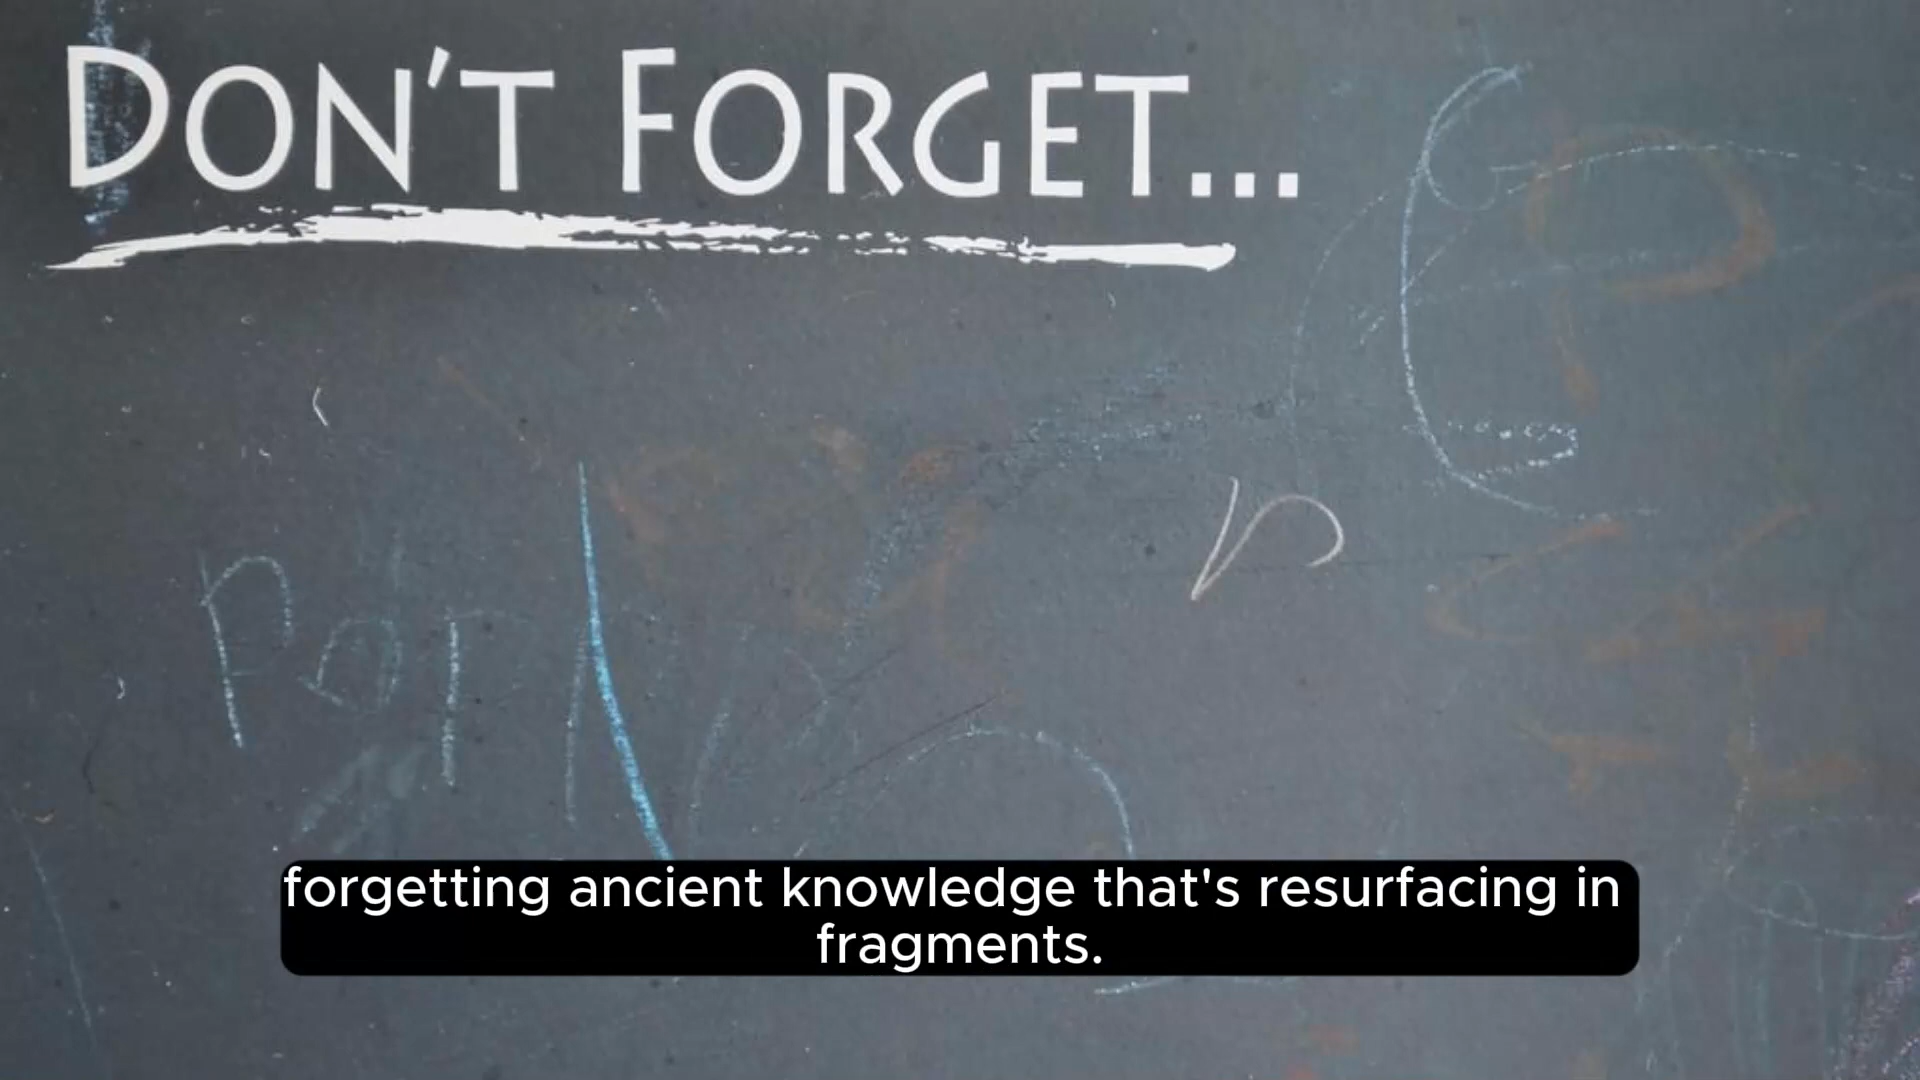 DON'T FORGET...
forgetting ancient knowledge that's resurfacing in
fragments.